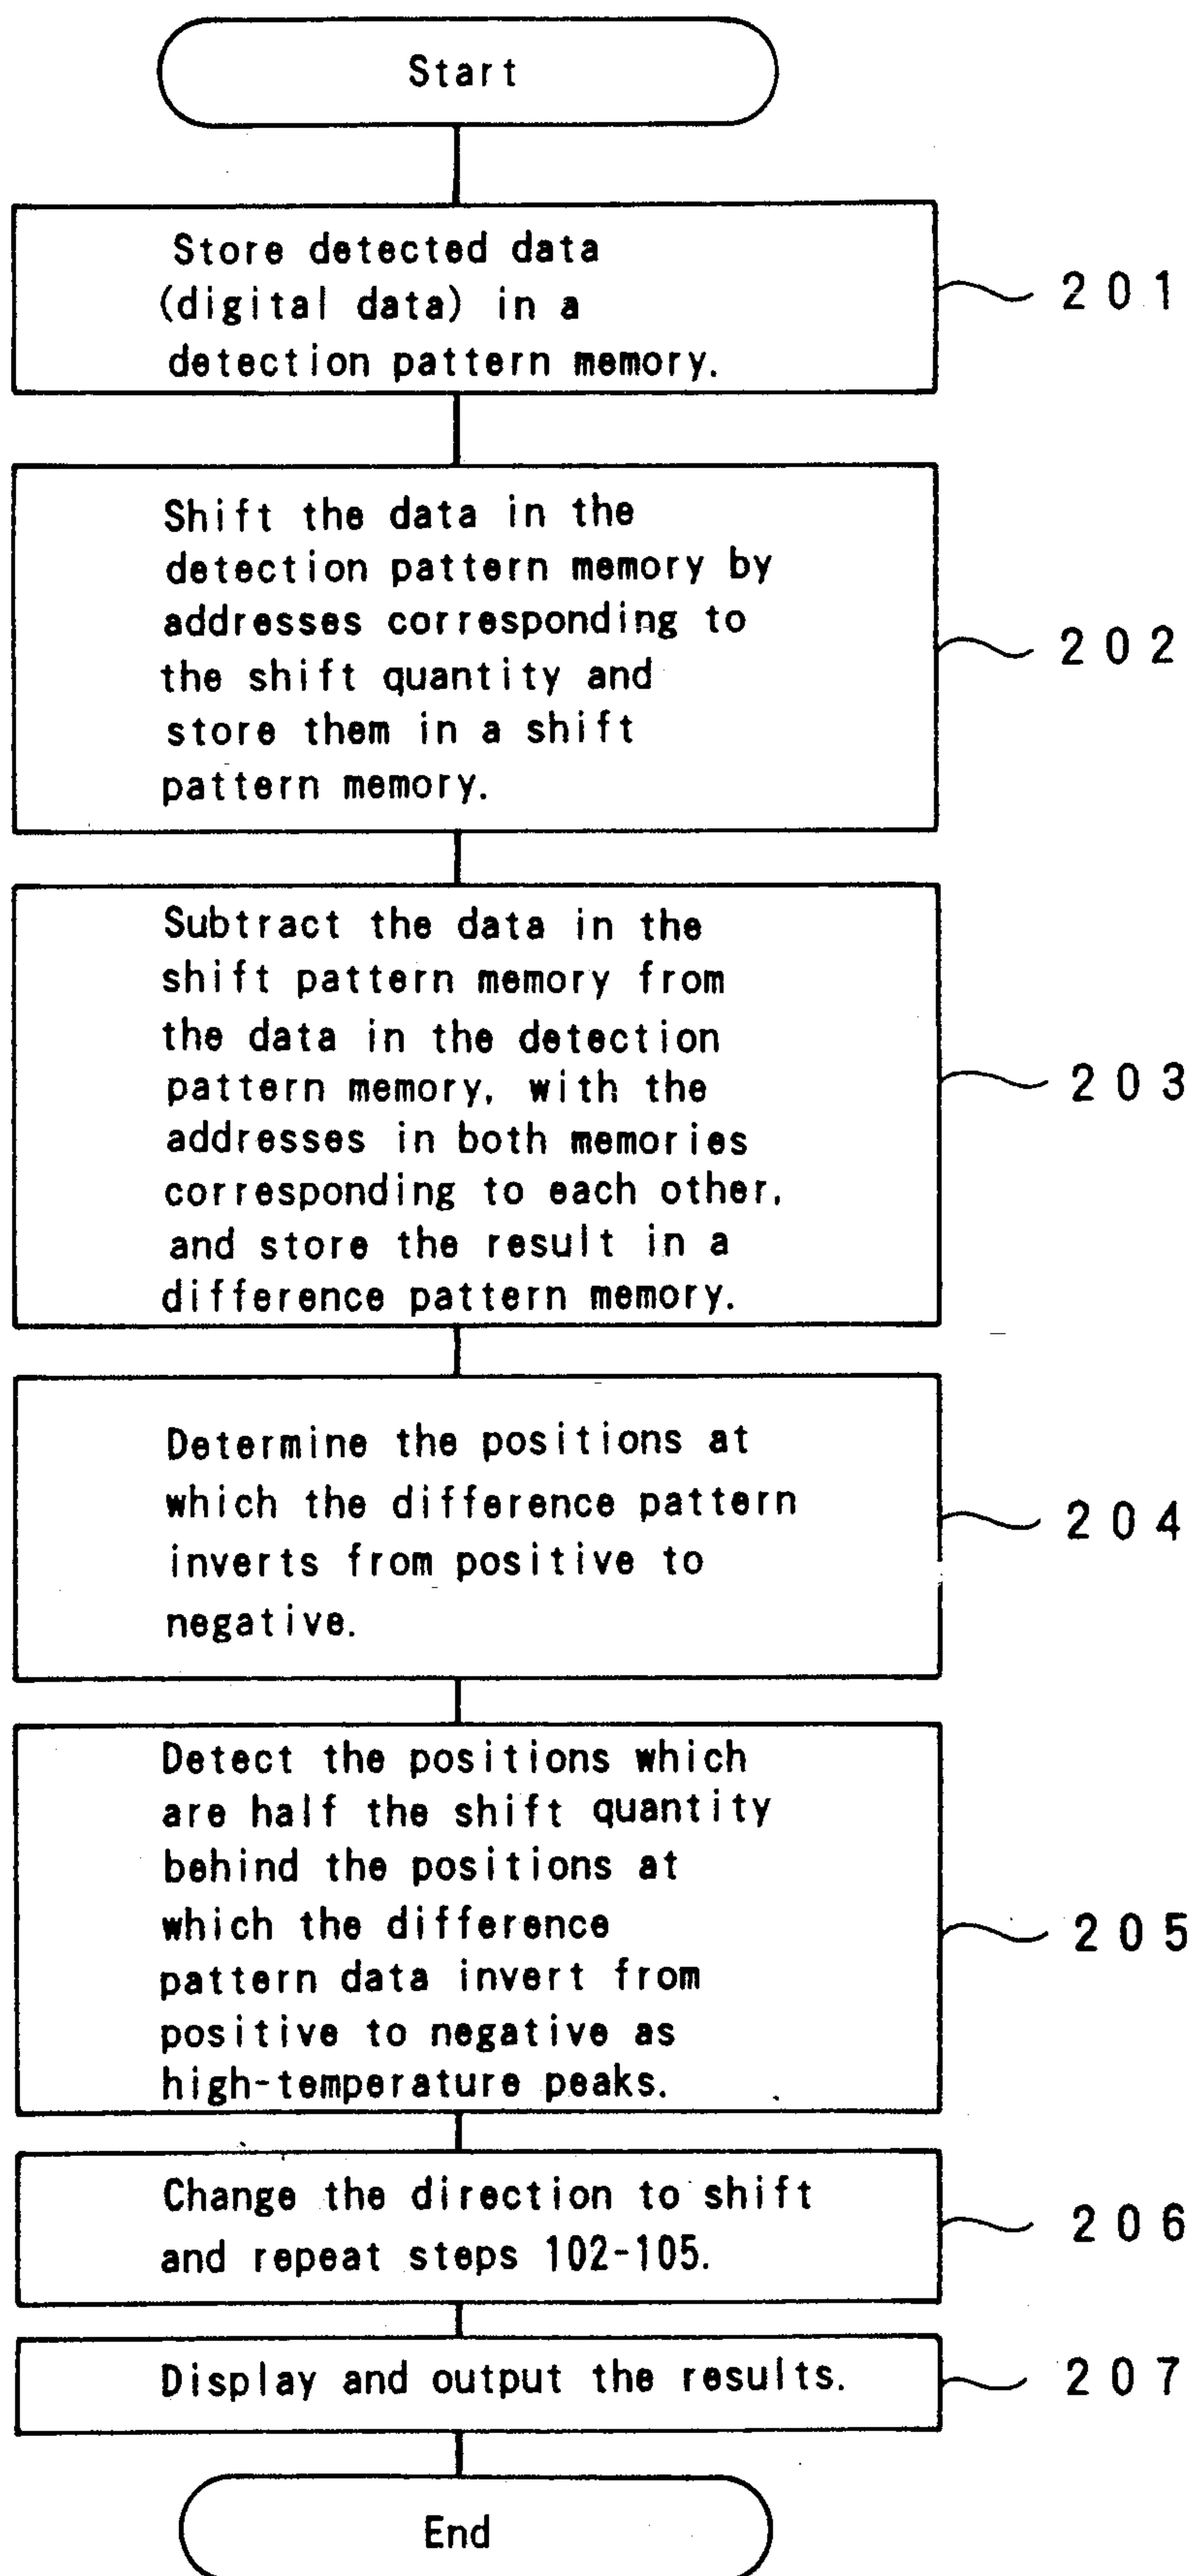 Start
Store detected data
(digital data) in a
detection pattern memory.
201
Shift the data in the
detection pattern memory by
addresses corresponding to
the shift quantity and
store them in a shift
pattern memory.
202
Subtract the data in the
shift pattern memory from
the data in the detection
pattern memory, with the
addresses in both memories
corresponding to each other,
and store the result in a
difference pattern memory.
203
Determine the positions at
which the difference pattern
inverts from positive to
negative.
204
Detect the positions which
are half the shift quantity
behind the positions at
which the difference
pattern data invert from
positive to negative as
high-temperature peaks.
205
Change the direction to shift
and repeat steps 102-105.
206
Display and output the results.
207
End